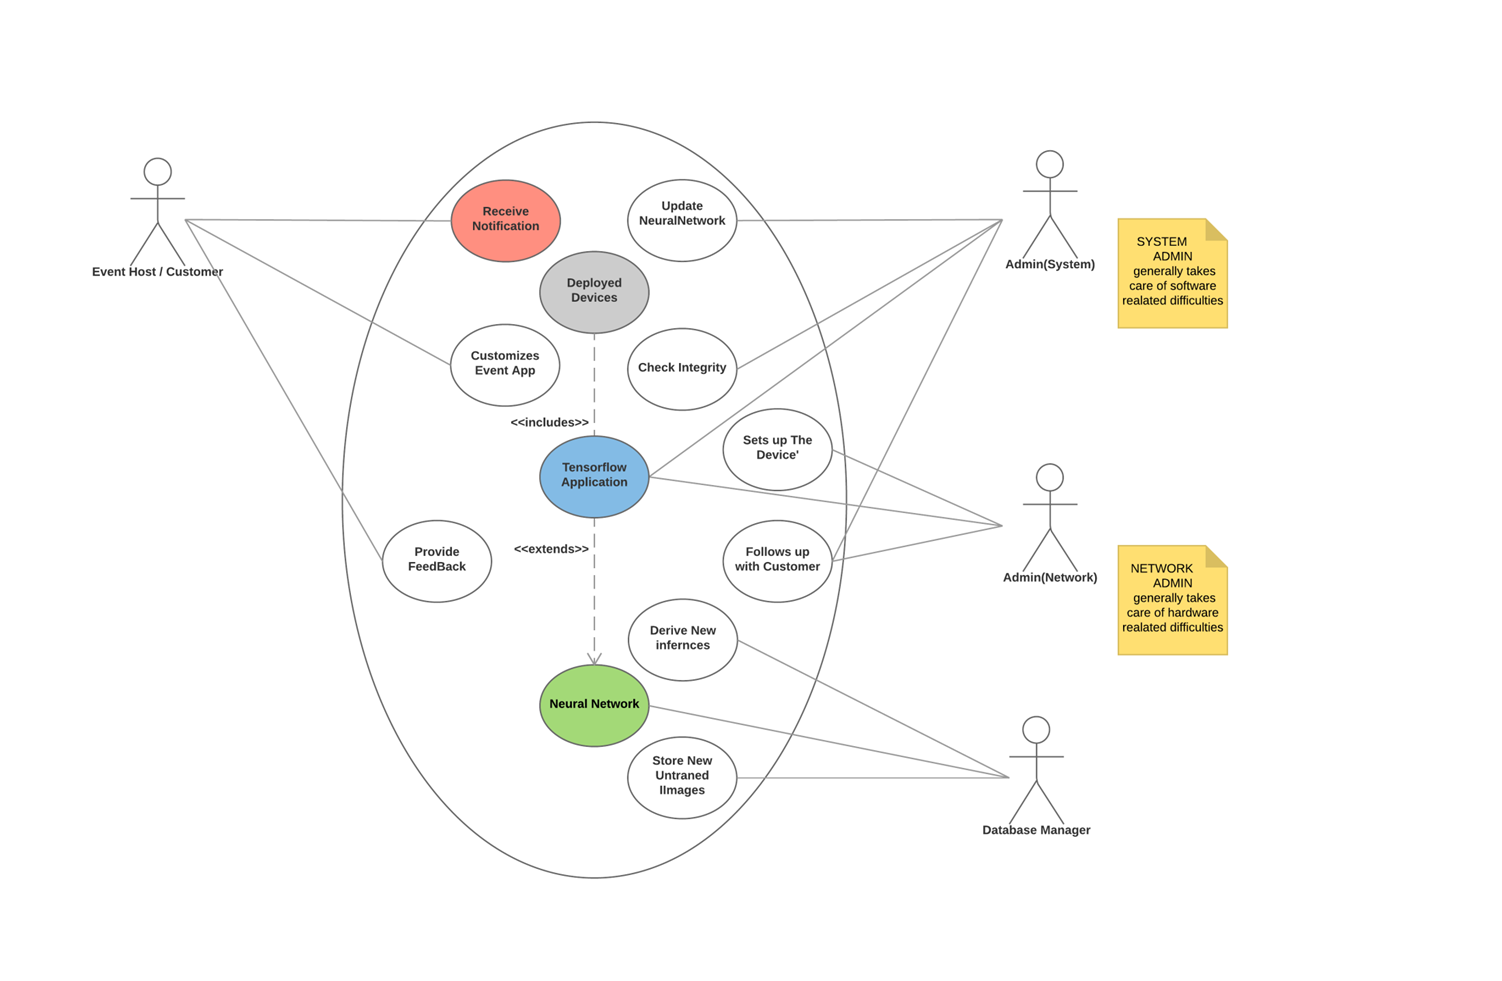 Event Host / Customer
Receive
Notification
Update
NeuralNetwork
Deployed
Devices
Customizes
Event App
Check Integrity
<<includes>>
Tensorflow
Application
Sets up The
Device'
<<extends>>
Provide
FeedBack
Follows up
with Customer
Derive New
infernces
Neural Network
Store New
Untraned
IImages
Admin(System)
SYSTEM
ADMIN
generally takes
care of software
realated difficulties
Admin(Network)
NETWORK
ADMIN
generally takes
care of hardware
realated difficulties
Database Manager